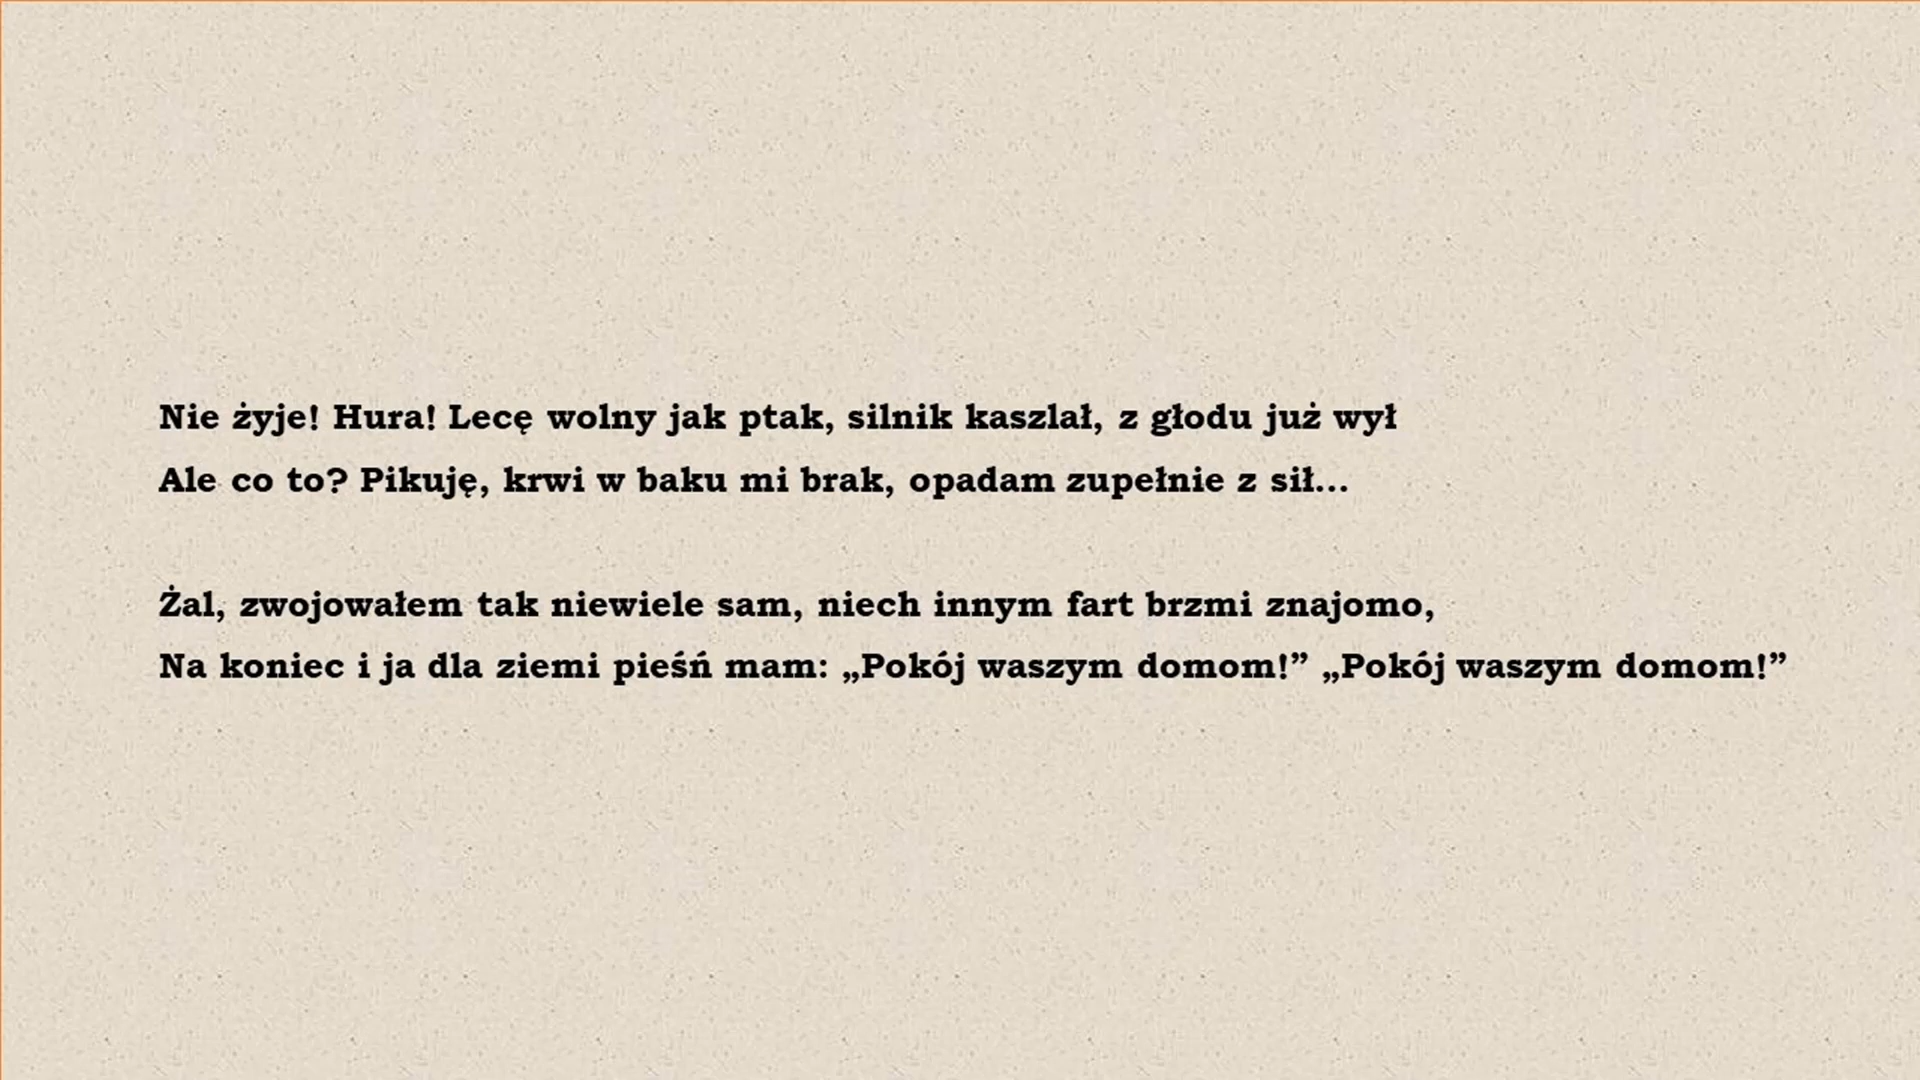 Nie żyje! Hura! Lecę wolny jak ptak, silnik kaszlał, z głodu już wył
Ale co to? Pikuję, krwi w baku mi brak, opadam zupełnie z sił...
Żal, zwojowałem tak niewiele sam, niech innym fart brzmi znajomo,
Na koniec i ja dla ziemi pieśń mam: „Pokój waszym domom!” „Pokój waszym domom!”